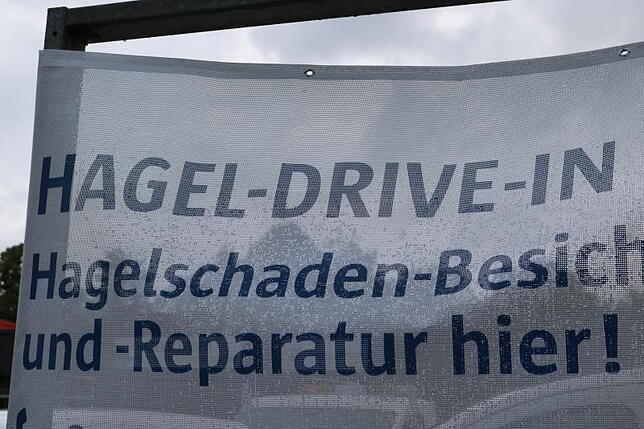 HAGEL-DRIVE-IN
Hagelschaden-Besich
und -Reparatur hier!